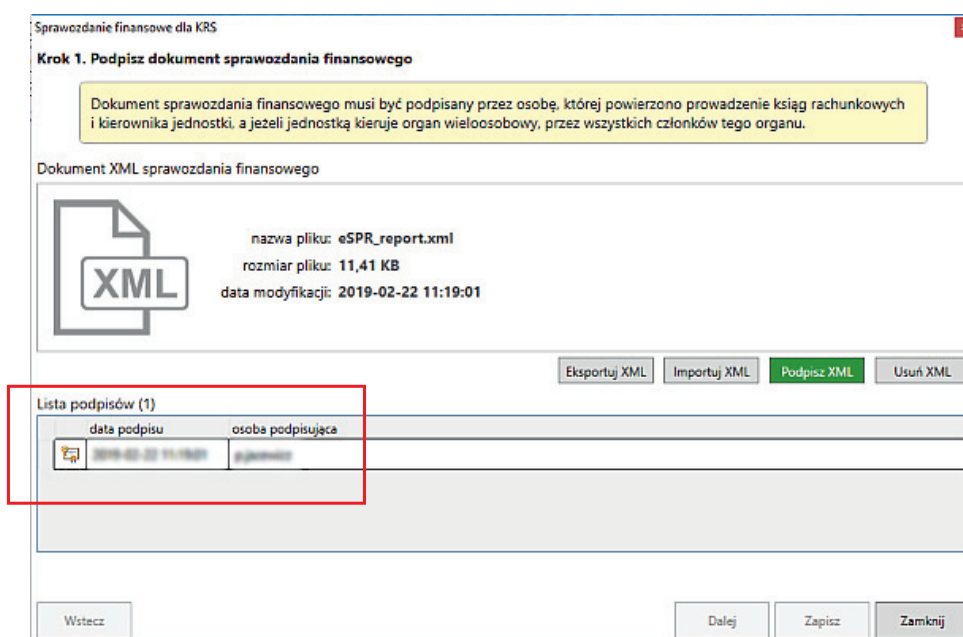 Sprawozdanie finansowe dla KRS
Krok 1. Podpisz dokument sprawozdania finansowego
Dokument sprawozdania finansowego musi być podpisany przez osobę, której powierzono prowadzenie ksiąg rachunkowych
i kierownika jednostki, a jeżeli jednostką kieruje organ wieloosobowy, przez wszystkich członków tego organu.
Dokument XML sprawozdania finansowego
XML
nazwa pliku: eSPR_report.xml
rozmiar pliku: 11,41 KB
data modyfikacji: 2019-02-22 11:19:01
Eksportuj XML Importuj XML Podpisz XML Usuń XML
Lista podpisów (1)
data podpisu osoba podpisująca
Wstecz Dalej Zapisz Zamknij